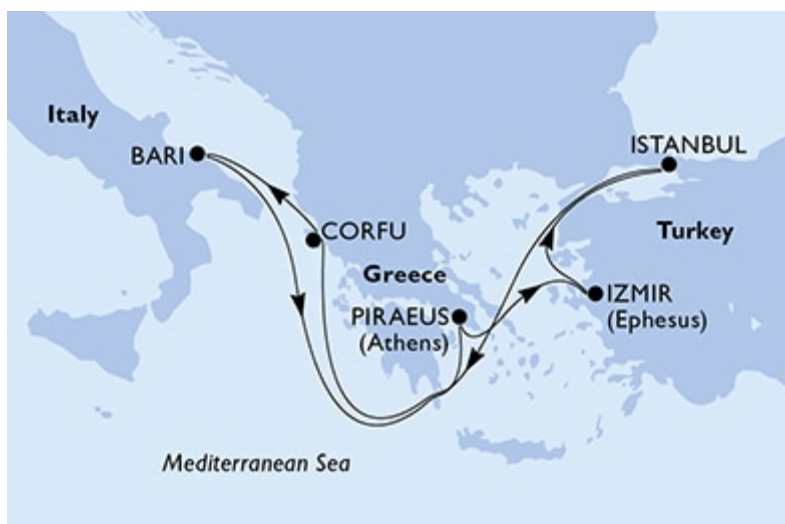 Italy
BARI
ISTANBUL
CORFU
Turkey
Greece
IZMIR
(Ephesus)
PIRAEUS
(Athens)
Mediterranean Sea